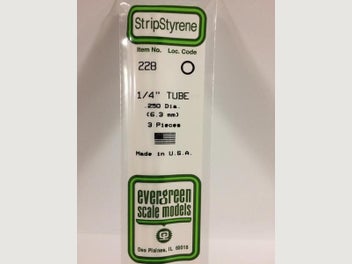 StripStyrene
Item No. Loc. Code
228 O
1/4" TUBE
.250 Dia.
(6.3 mm)
3 Pieces
Made in U.S.A.
evergreen
scale models
Des Plaines, IL 60018